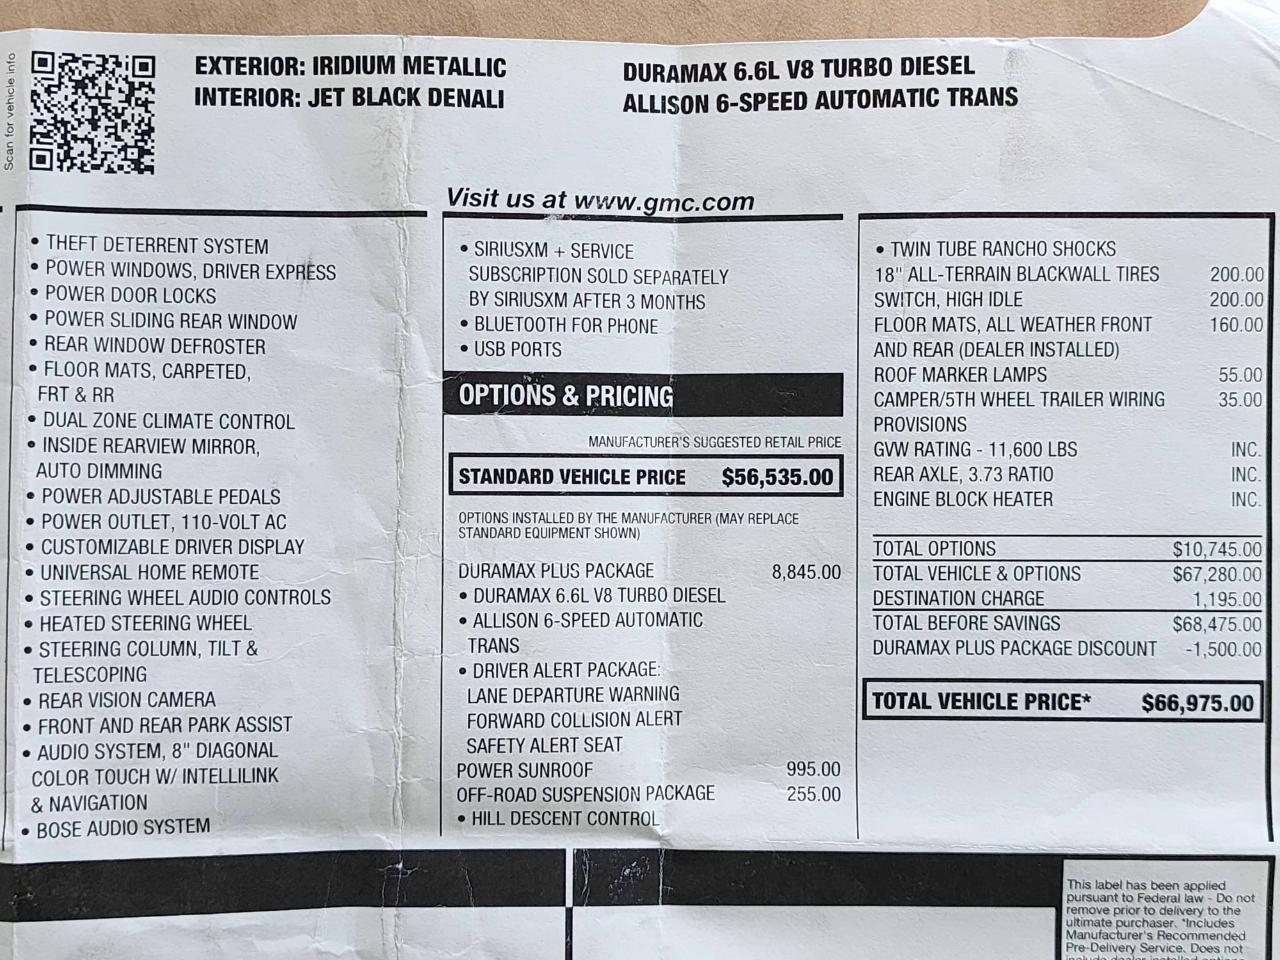 Scan for vehicle info
EXTERIOR: IRIDIUM METALLIC
INTERIOR: JET BLACK DENALI
DURAMAX 6.6L V8 TURBO DIESEL
ALLISON 6-SPEED AUTOMATIC TRANS
Visit us at www.gmc.com
• THEFT DETERRENT SYSTEM
• POWER WINDOWS, DRIVER EXPRESS
• POWER DOOR LOCKS
• POWER SLIDING REAR WINDOW
• REAR WINDOW DEFROSTER
• FLOOR MATS, CARPETED,
FRT & RR
• DUAL ZONE CLIMATE CONTROL
• INSIDE REARVIEW MIRROR,
AUTO DIMMING
• POWER ADJUSTABLE PEDALS
• POWER OUTLET, 110-VOLT AC
• CUSTOMIZABLE DRIVER DISPLAY
• UNIVERSAL HOME REMOTE
• STEERING WHEEL AUDIO CONTROLS
• HEATED STEERING WHEEL
• STEERING COLUMN, TILT &
TELESCOPING
• REAR VISION CAMERA
• FRONT AND REAR PARK ASSIST
• AUDIO SYSTEM, 8" DIAGONAL
COLOR TOUCH W/ INTELLILINK
& NAVIGATION
• BOSE AUDIO SYSTEM
• SIRIUSXM + SERVICE
SUBSCRIPTION SOLD SEPARATELY
BY SIRIUSXM AFTER 3 MONTHS
• BLUETOOTH FOR PHONE
• USB PORTS
OPTIONS & PRICING
MANUFACTURER'S SUGGESTED RETAIL PRICE
STANDARD VEHICLE PRICE $56,535.00
OPTIONS INSTALLED BY THE MANUFACTURER (MAY REPLACE
STANDARD EQUIPMENT SHOWN)
DURAMAX PLUS PACKAGE 8,845.00
• DURAMAX 6.6L V8 TURBO DIESEL
• ALLISON 6-SPEED AUTOMATIC
TRANS
• DRIVER ALERT PACKAGE:
LANE DEPARTURE WARNING
FORWARD COLLISION ALERT
SAFETY ALERT SEAT
POWER SUNROOF 995.00
OFF-ROAD SUSPENSION PACKAGE 255.00
• HILL DESCENT CONTROL
• TWIN TUBE RANCHO SHOCKS
18" ALL-TERRAIN BLACKWALL TIRES 200.00
SWITCH, HIGH IDLE 200.00
FLOOR MATS, ALL WEATHER FRONT 160.00
AND REAR (DEALER INSTALLED)
ROOF MARKER LAMPS 55.00
CAMPER/5TH WHEEL TRAILER WIRING 35.00
PROVISIONS
GVW RATING - 11,600 LBS INC.
REAR AXLE, 3.73 RATIO INC.
ENGINE BLOCK HEATER INC.
TOTAL OPTIONS $10,745.00
TOTAL VEHICLE & OPTIONS $67,280.00
DESTINATION CHARGE 1,195.00
TOTAL BEFORE SAVINGS $68,475.00
DURAMAX PLUS PACKAGE DISCOUNT -1,500.00
TOTAL VEHICLE PRICE* $66,975.00
This label has been applied
pursuant to Federal law - Do not
remove prior to delivery to the
ultimate purchaser. *Includes
Manufacturer's Recommended
Pre-Delivery Service. Does not
include dealer installed options